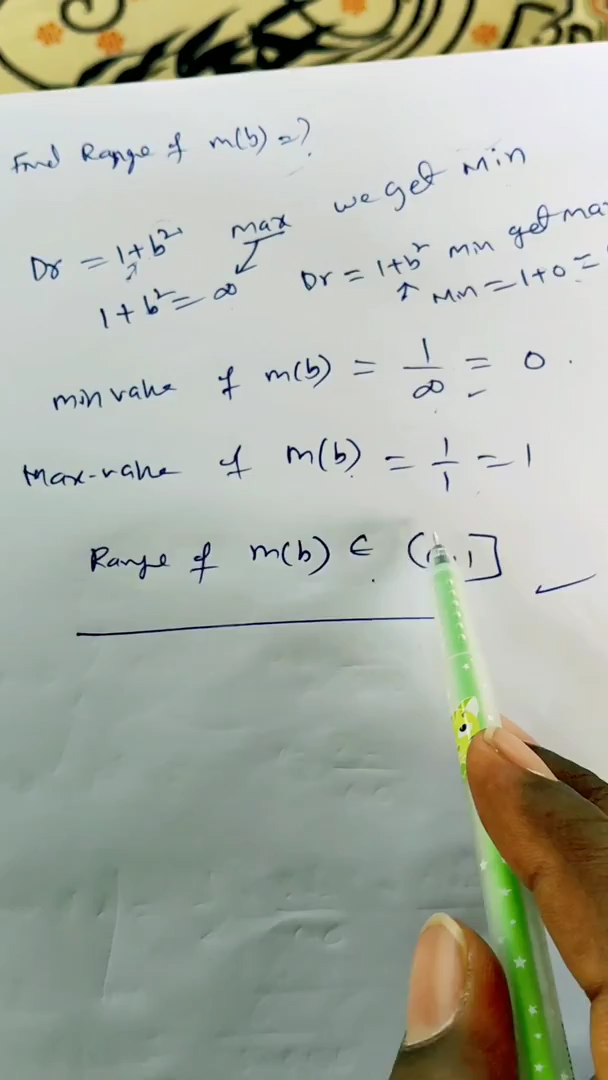 Find Range of m(b) = ?
Dr = 1+b² max we get Min
1+b² = ∞
Dr = 1+b² min get max
Min = 1+0 =
min value of m(b) = 1/∞ = 0.
Max-value of m(b) = 1/1 = 1
Range of m(b) ∈ ( , 1]